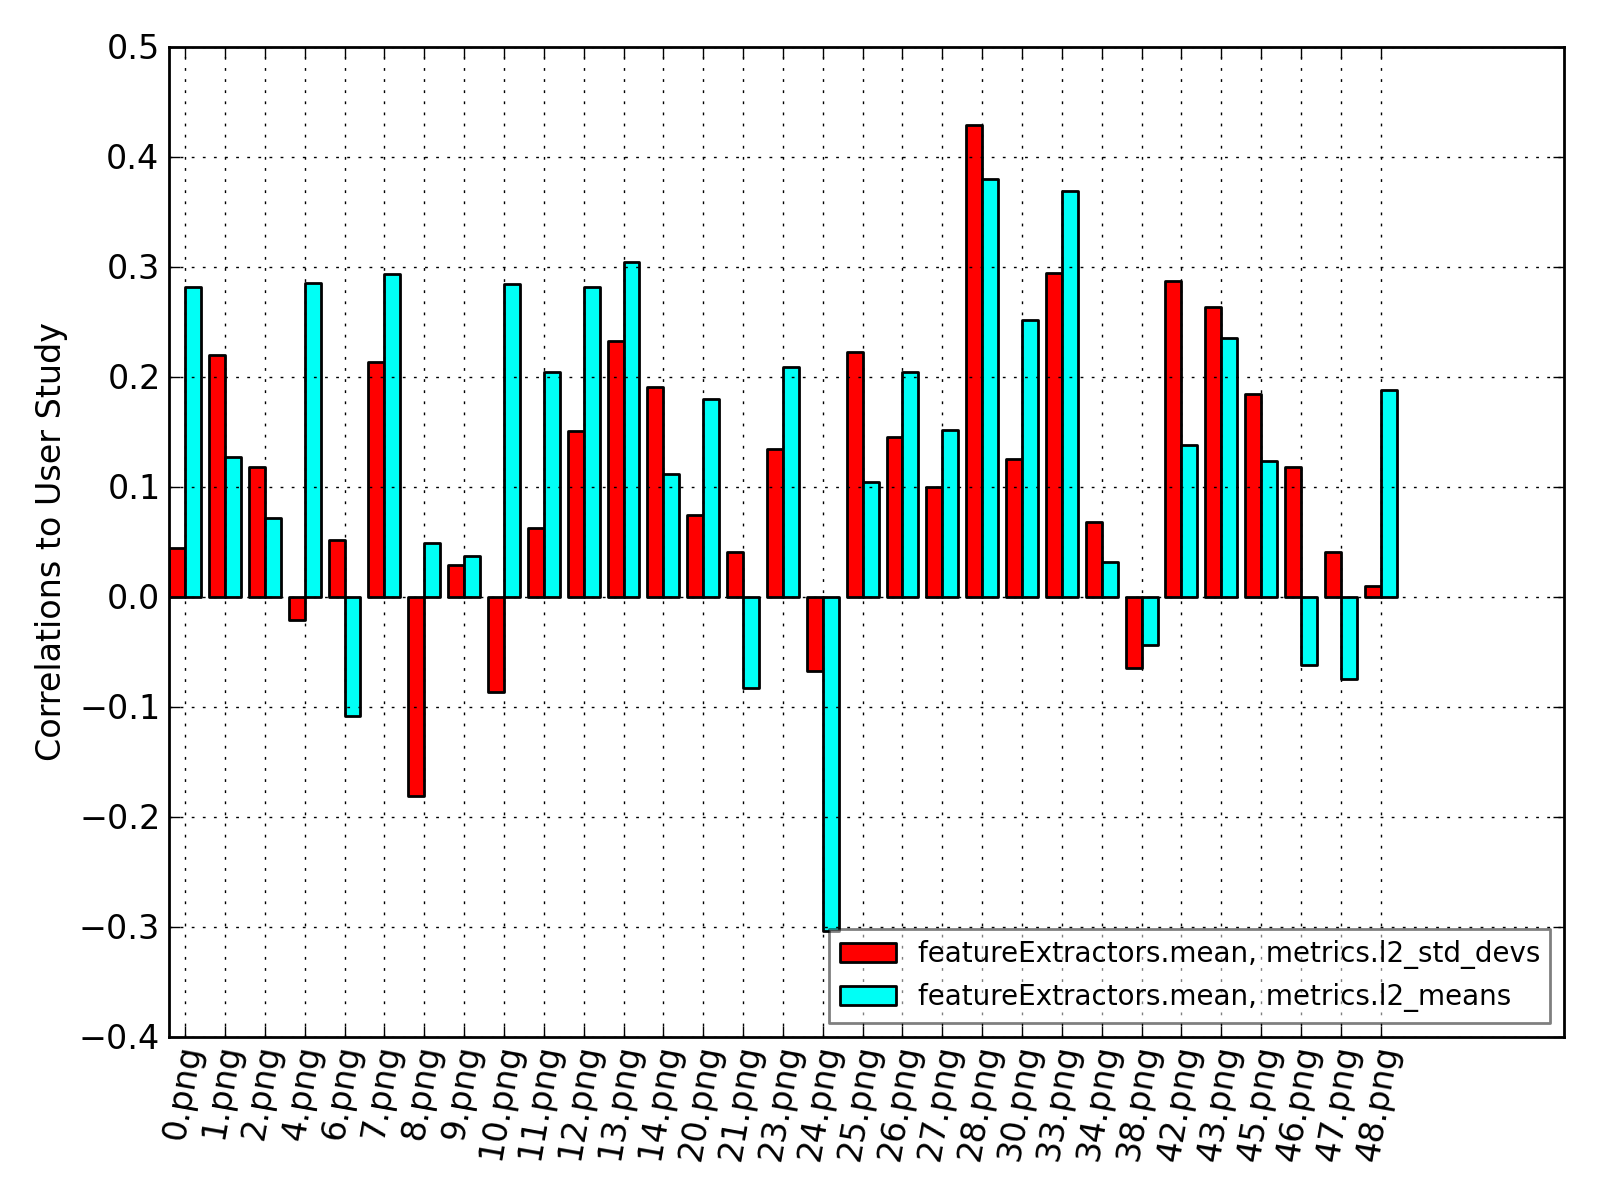 Correlations to User Study
0.5
0.4
0.3
0.2
0.1
0.0
−0.1
−0.2
−0.3
−0.4
featureExtractors.mean, metrics.l2_std_devs
featureExtractors.mean, metrics.l2_means
0.png
1.png
2.png
4.png
6.png
7.png
8.png
9.png
10.png
11.png
12.png
13.png
14.png
20.png
21.png
23.png
24.png
25.png
26.png
27.png
28.png
30.png
33.png
34.png
38.png
42.png
43.png
45.png
46.png
47.png
48.png